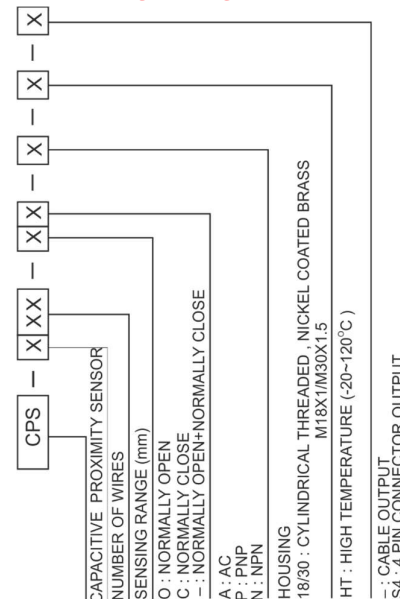 CPS – X XX – X X – X – X – X
CAPACITIVE PROXIMITY SENSOR
NUMBER OF WIRES
SENSING RANGE (mm)
O : NORMALLY OPEN
C : NORMALLY CLOSE
– : NORMALLY OPEN+NORMALLY CLOSE
A : AC
P : PNP
N : NPN
HOUSING
18/30 : CYLINDRICAL THREADED , NICKEL COATED BRASS
M18X1/M30X1.5
HT : HIGH TEMPERATURE (-20~120°C )
– : CABLE OUTPUT
S4 : 4 PIN CONNECTOR OUTPUT